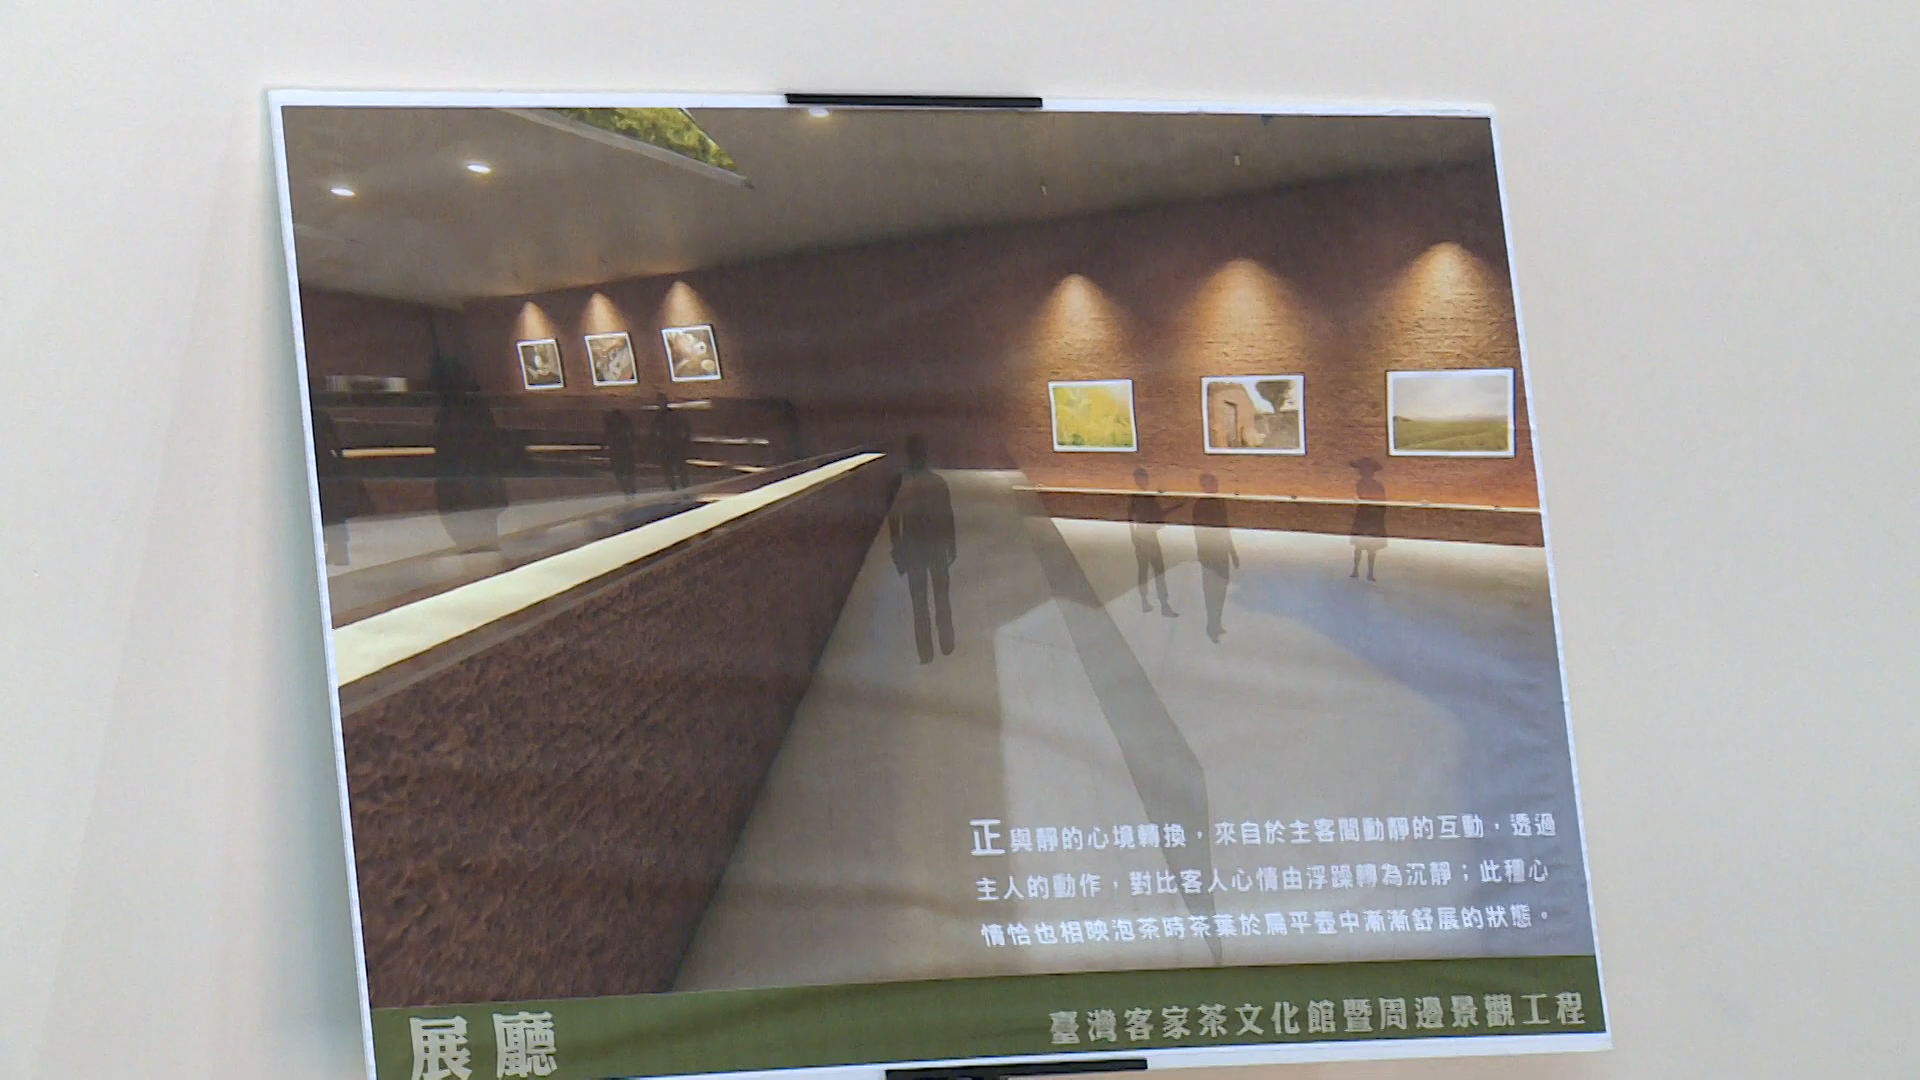 正與靜的心境轉換，來自於主客間動靜的互動，透過
主人的動作，對比客人心情由浮躁轉為沉靜；此種心
情恰也相映泡茶時茶葉於扁平壺中漸漸舒展的狀態。
展廳
臺灣客家茶文化館暨周邊景觀工程